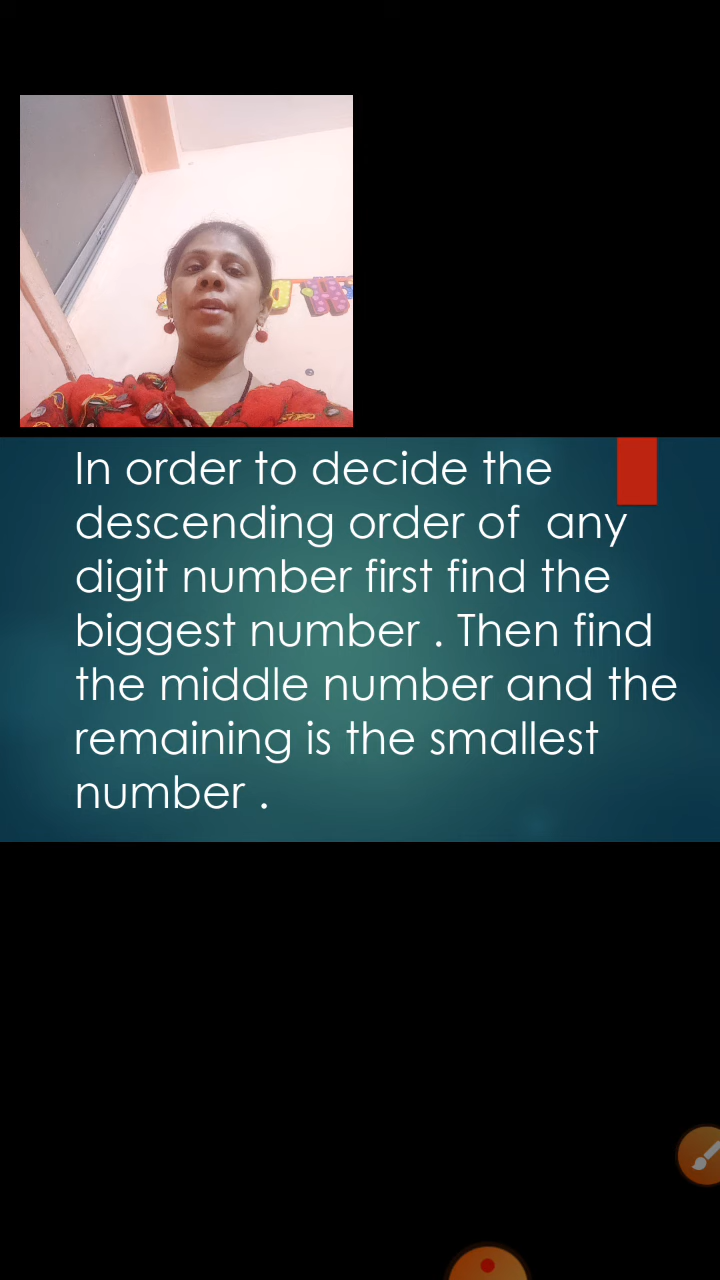 In order to decide the
descending order of  any
digit number first find the
biggest number . Then find
the middle number and the
remaining is the smallest
number .